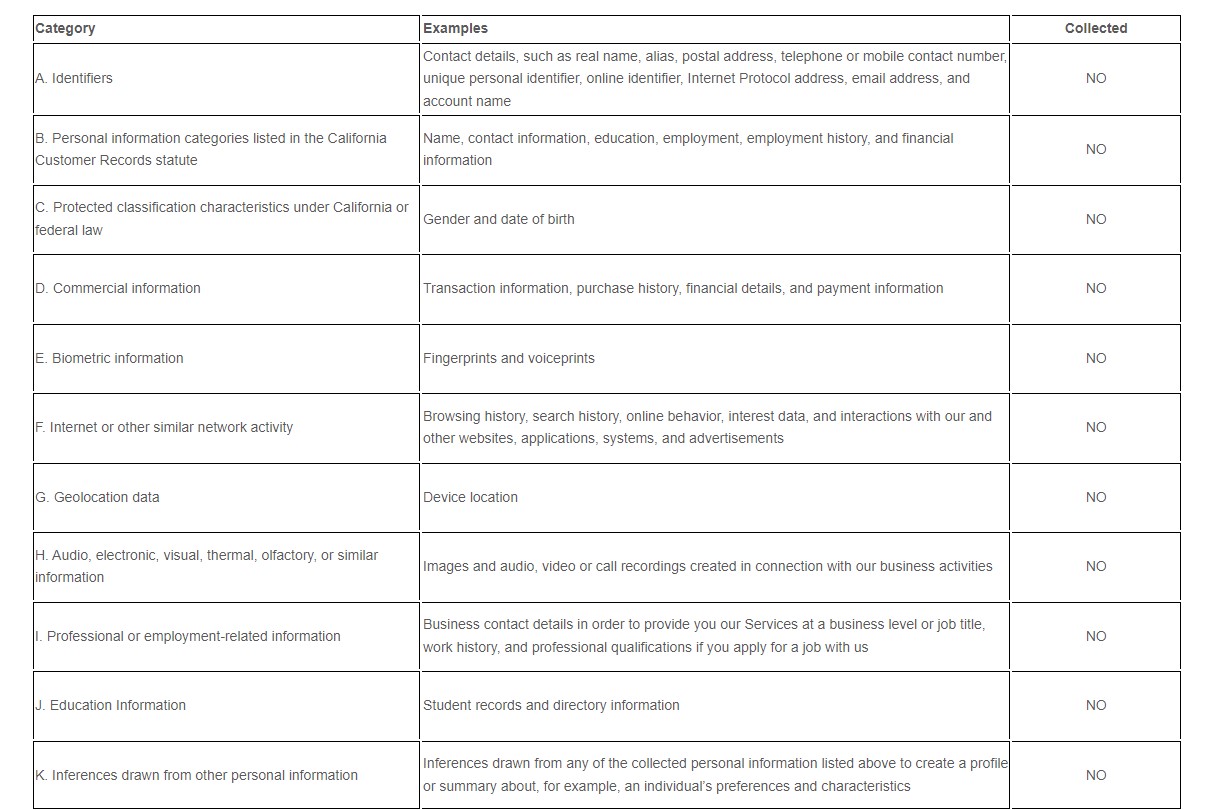 Category Examples Collected
A. Identifiers
Contact details, such as real name, alias, postal address, telephone or mobile contact number,
unique personal identifier, online identifier, Internet Protocol address, email address, and
account name
NO
B. Personal information categories listed in the California
Customer Records statute
Name, contact information, education, employment, employment history, and financial
information
NO
C. Protected classification characteristics under California or
federal law
Gender and date of birth
NO
D. Commercial information
Transaction information, purchase history, financial details, and payment information
NO
E. Biometric information
Fingerprints and voiceprints
NO
F. Internet or other similar network activity
Browsing history, search history, online behavior, interest data, and interactions with our and
other websites, applications, systems, and advertisements
NO
G. Geolocation data
Device location
NO
H. Audio, electronic, visual, thermal, olfactory, or similar
information
Images and audio, video or call recordings created in connection with our business activities
NO
I. Professional or employment-related information
Business contact details in order to provide you our Services at a business level or job title,
work history, and professional qualifications if you apply for a job with us
NO
J. Education Information
Student records and directory information
NO
K. Inferences drawn from other personal information
Inferences drawn from any of the collected personal information listed above to create a profile
or summary about, for example, an individual’s preferences and characteristics
NO